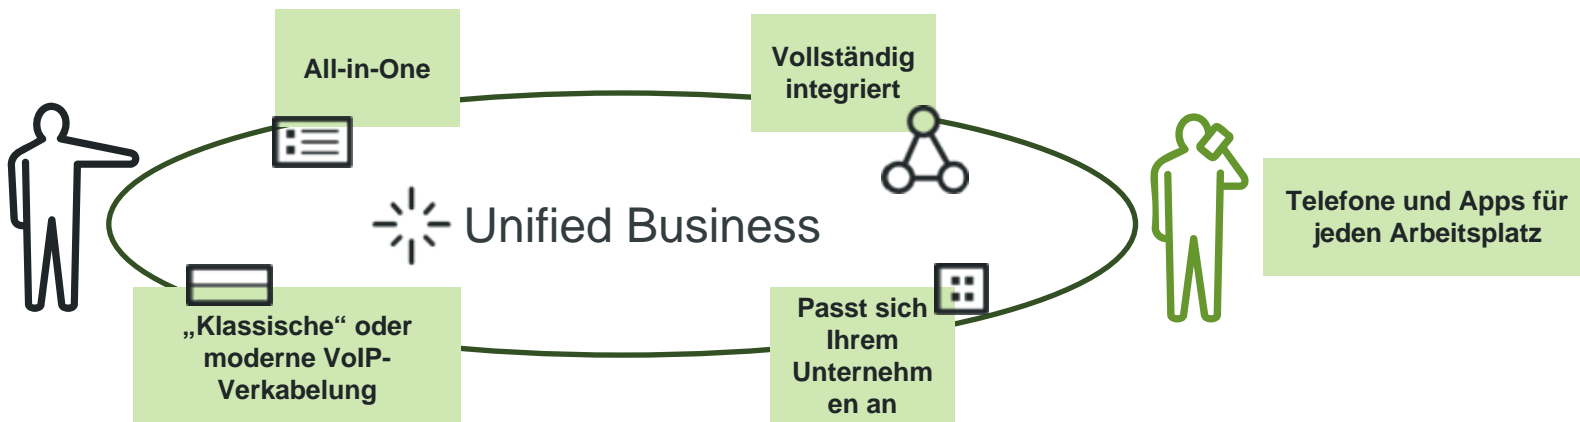 All-in-One
Vollständig
integriert
Telefone und Apps für
jeden Arbeitsplatz
Unified Business
„Klassische“ oder
moderne VoIP-
Verkabelung
Passt sich
Ihrem
Unternehm
en an